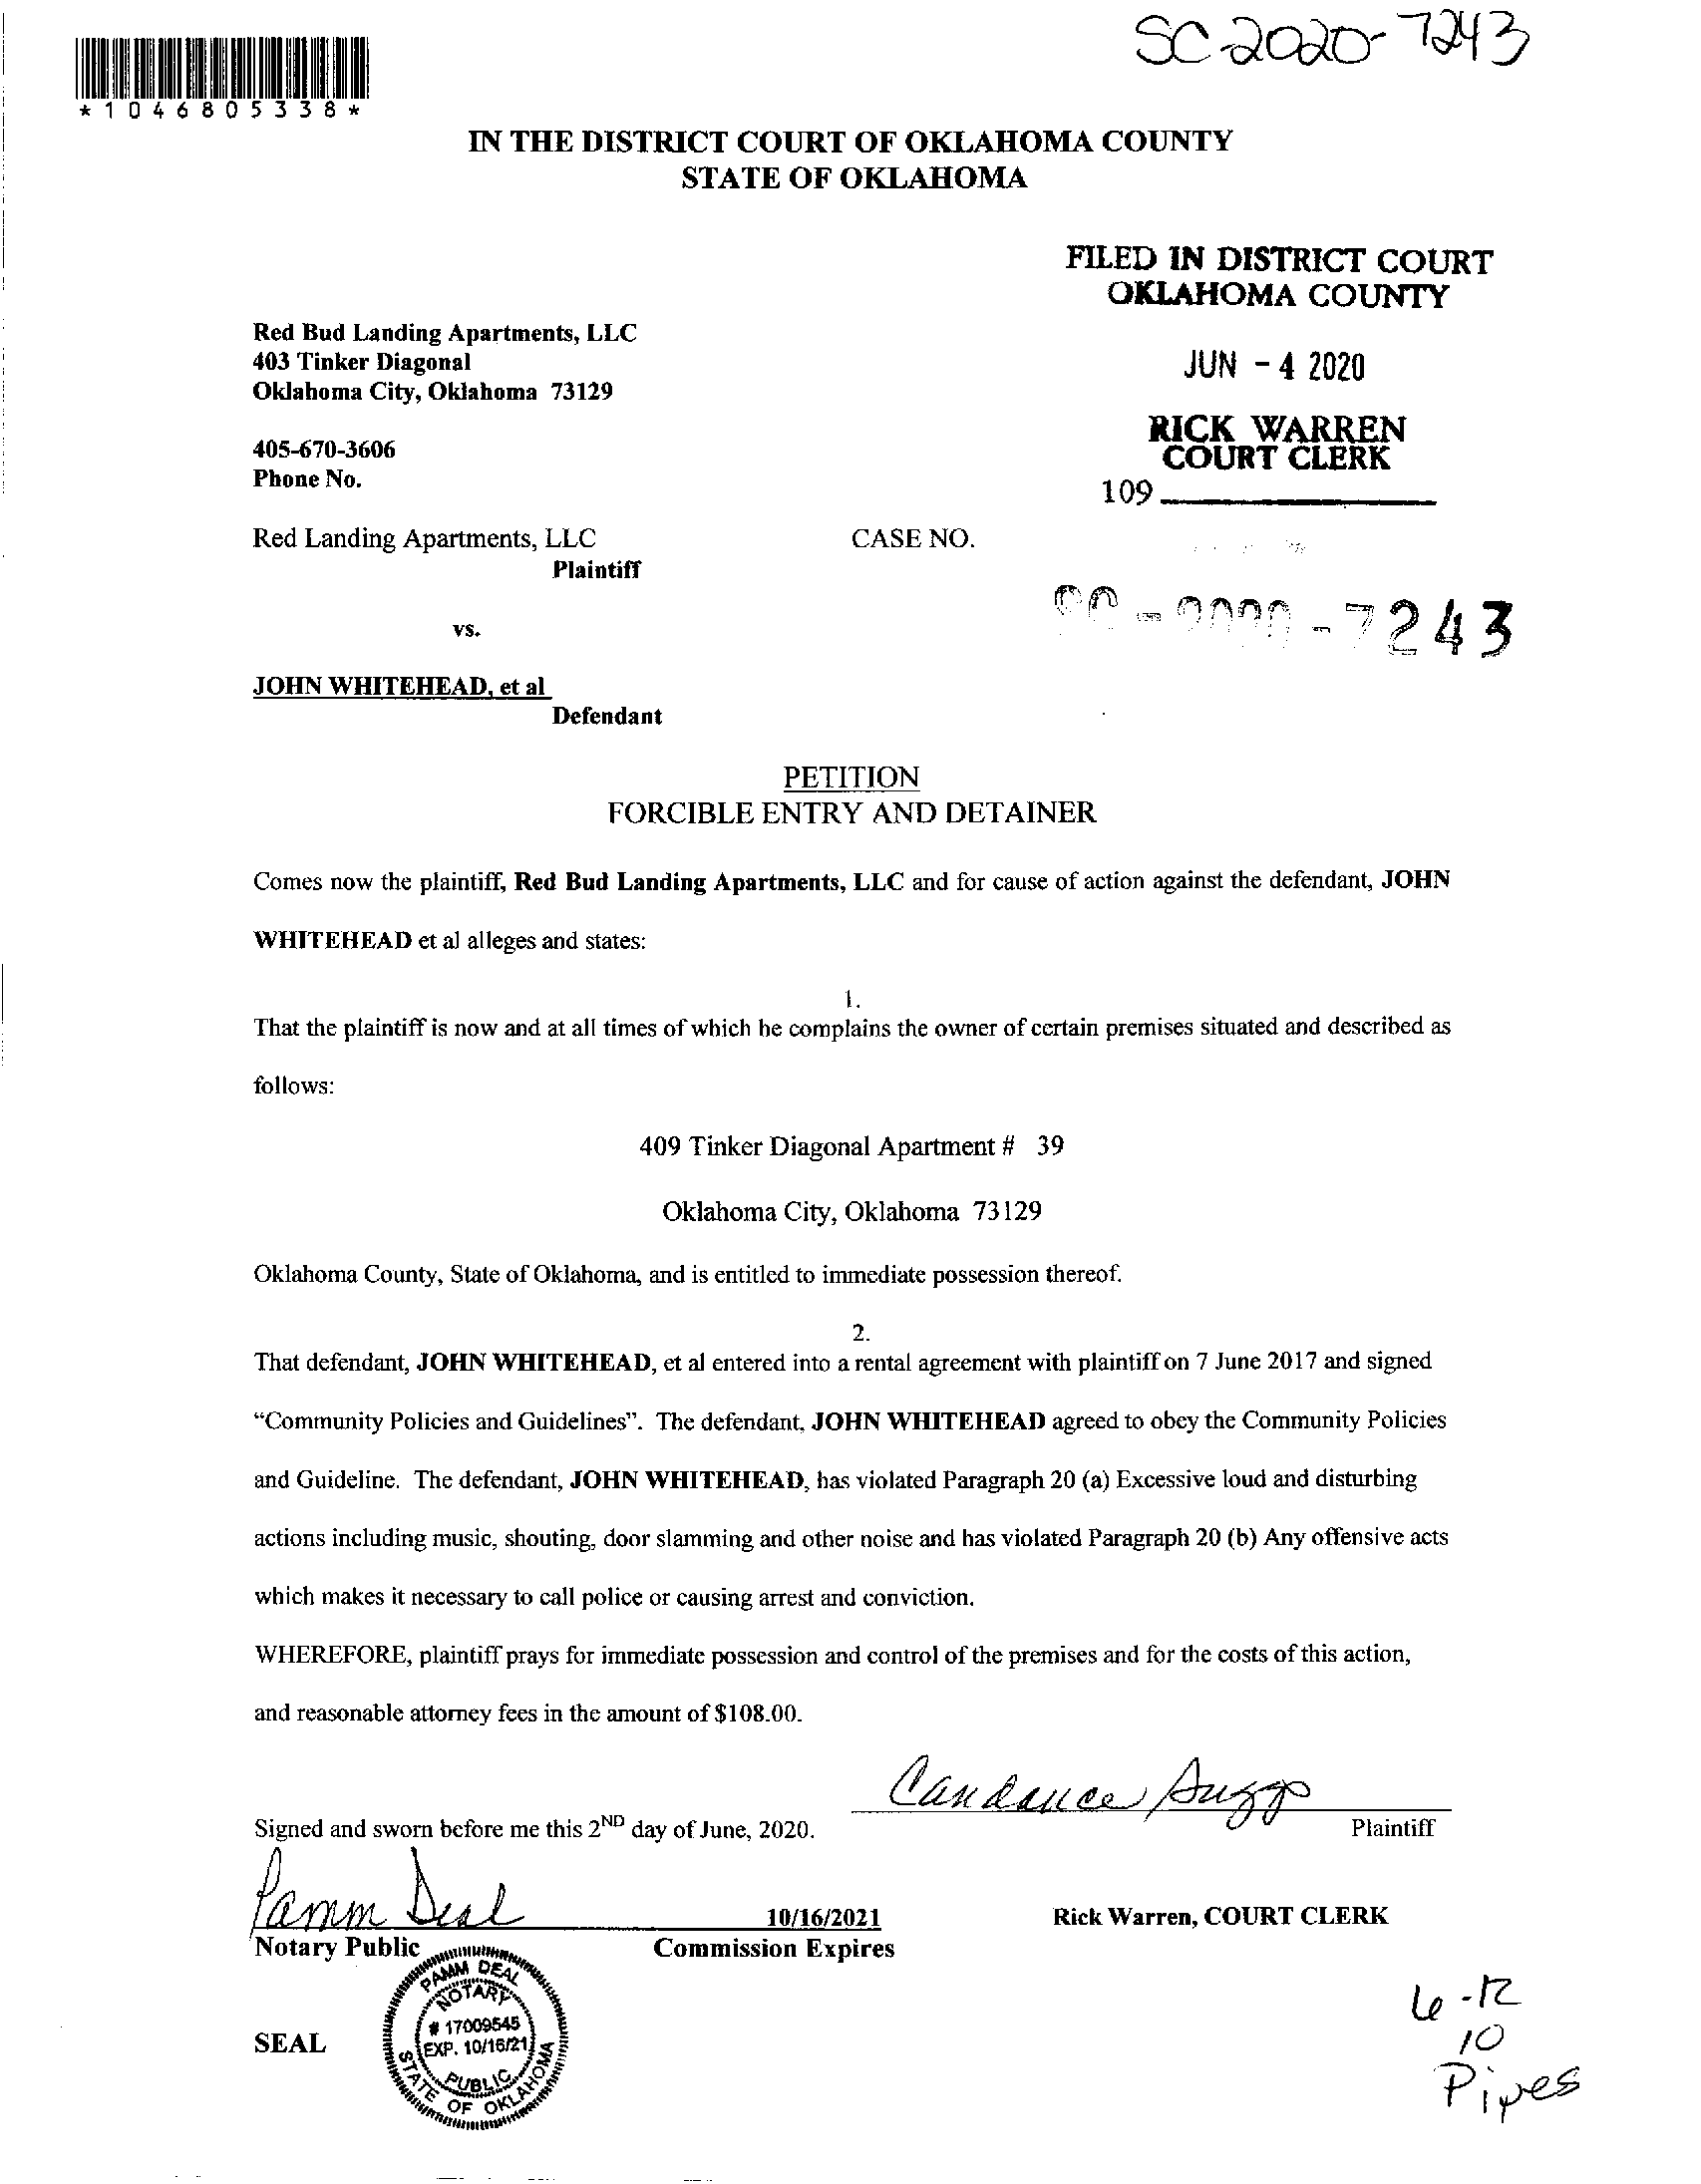 SC-2020-7243
*1046805338*
IN THE DISTRICT COURT OF OKLAHOMA COUNTY
STATE OF OKLAHOMA
FILED IN DISTRICT COURT
OKLAHOMA COUNTY
Red Bud Landing Apartments, LLC
403 Tinker Diagonal
Oklahoma City, Oklahoma 73129
JUN - 4 2020
RICK WARREN
COURT CLERK
405-670-3606
Phone No.
109
Red Landing Apartments, LLC
CASE NO.
Plaintiff
SC-2020-7243
vs.
JOHN WHITEHEAD, et al
Defendant
PETITION
FORCIBLE ENTRY AND DETAINER
Comes now the plaintiff, Red Bud Landing Apartments, LLC and for cause of action against the defendant, JOHN
WHITEHEAD et al alleges and states:
1.
That the plaintiff is now and at all times of which he complains the owner of certain premises situated and described as
follows:
409 Tinker Diagonal Apartment # 39
Oklahoma City, Oklahoma 73129
Oklahoma County, State of Oklahoma, and is entitled to immediate possession thereof.
2.
That defendant, JOHN WHITEHEAD, et al entered into a rental agreement with plaintiff on 7 June 2017 and signed
“Community Policies and Guidelines”. The defendant, JOHN WHITEHEAD agreed to obey the Community Policies
and Guideline. The defendant, JOHN WHITEHEAD, has violated Paragraph 20 (a) Excessive loud and disturbing
actions including music, shouting, door slamming and other noise and has violated Paragraph 20 (b) Any offensive acts
which makes it necessary to call police or causing arrest and conviction.
WHEREFORE, plaintiff prays for immediate possession and control of the premises and for the costs of this action,
and reasonable attorney fees in the amount of $108.00.
Candance Suggs
Signed and sworn before me this 2ND day of June, 2020.
Plaintiff
Pamm Deal
10/16/2021
Rick Warren, COURT CLERK
Notary Public
Commission Expires
PAMM DEAL
NOTARY
# 17009545
EXP. 10/16/21
PUBLIC
STATE OF OKLAHOMA
SEAL
6-12
10
Pipes